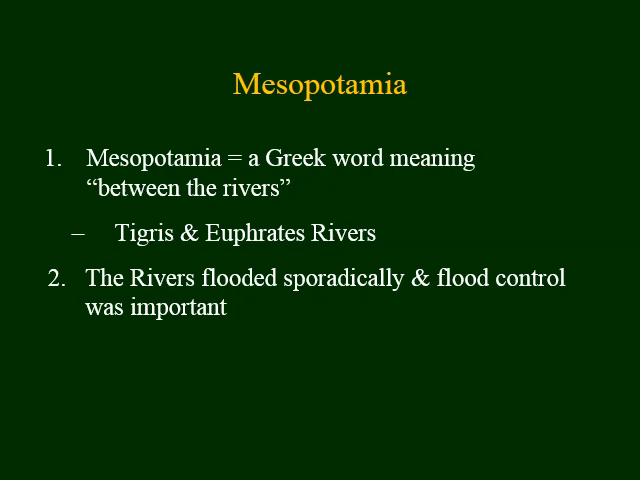 Mesopotamia
1. Mesopotamia = a Greek word meaning
“between the rivers”
– Tigris & Euphrates Rivers
2. The Rivers flooded sporadically & flood control
was important